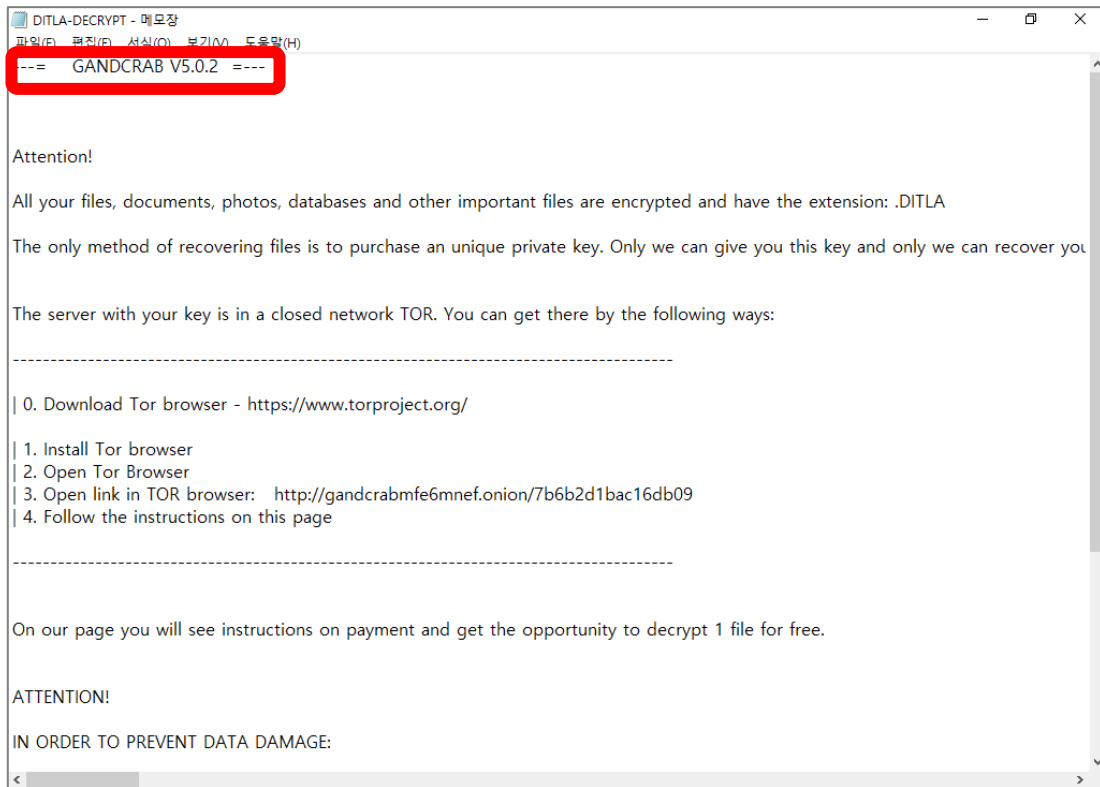 DITLA-DECRYPT - 메모장
파일(F) 편집(E) 서식(O) 보기(V) 도움말(H)
---= GANDCRAB V5.0.2 =---
Attention!
All your files, documents, photos, databases and other important files are encrypted and have the extension: .DITLA
The only method of recovering files is to purchase an unique private key. Only we can give you this key and only we can recover you
The server with your key is in a closed network TOR. You can get there by the following ways:
----------------------------------------------------------------------------------------
| 0. Download Tor browser - https://www.torproject.org/
| 1. Install Tor browser
| 2. Open Tor Browser
| 3. Open link in TOR browser: http://gandcrabmfe6mnef.onion/7b6b2d1bac16db09
| 4. Follow the instructions on this page
----------------------------------------------------------------------------------------
On our page you will see instructions on payment and get the opportunity to decrypt 1 file for free.
ATTENTION!
IN ORDER TO PREVENT DATA DAMAGE: